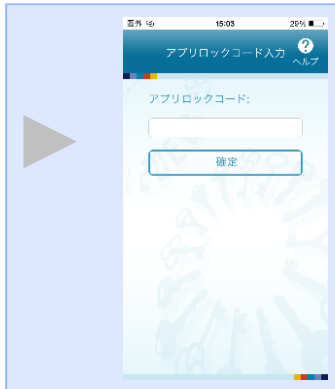 圏外 15:03 29%
アプリロックコード入力
?
ヘルプ
アプリロックコード:
確定